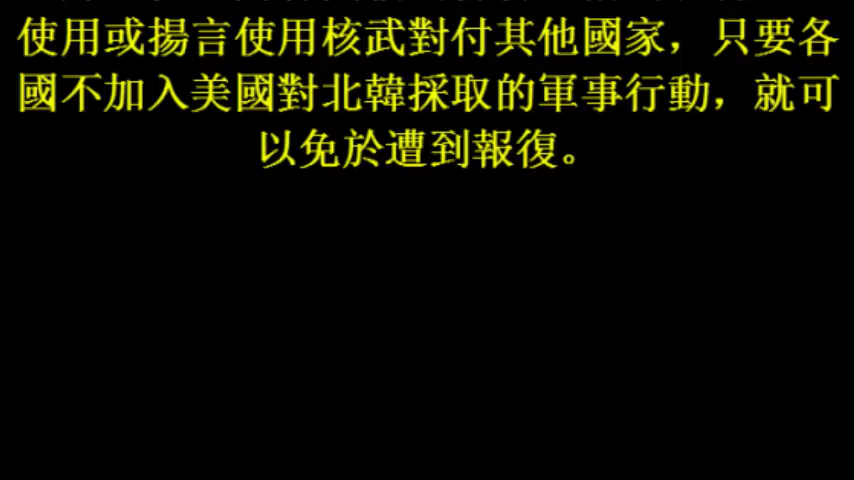 使用或揚言使用核武對付其他國家，只要各
國不加入美國對北韓採取的軍事行動，就可
以免於遭到報復。